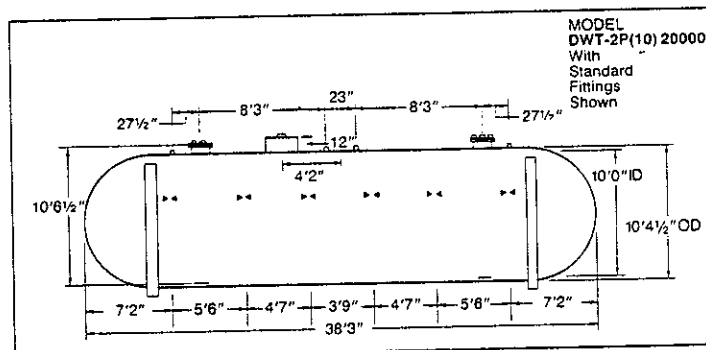 MODEL
DWT-2P(10) 20000
With
Standard
Fittings
Shown
23"
8'3" 8'3"
27½" 27½"
12"
4'2"
10'0"ID
10'6½"
10'4½"OD
7'2" 5'6" 4'7" 3'9" 4'7" 5'6" 7'2"
38'3"